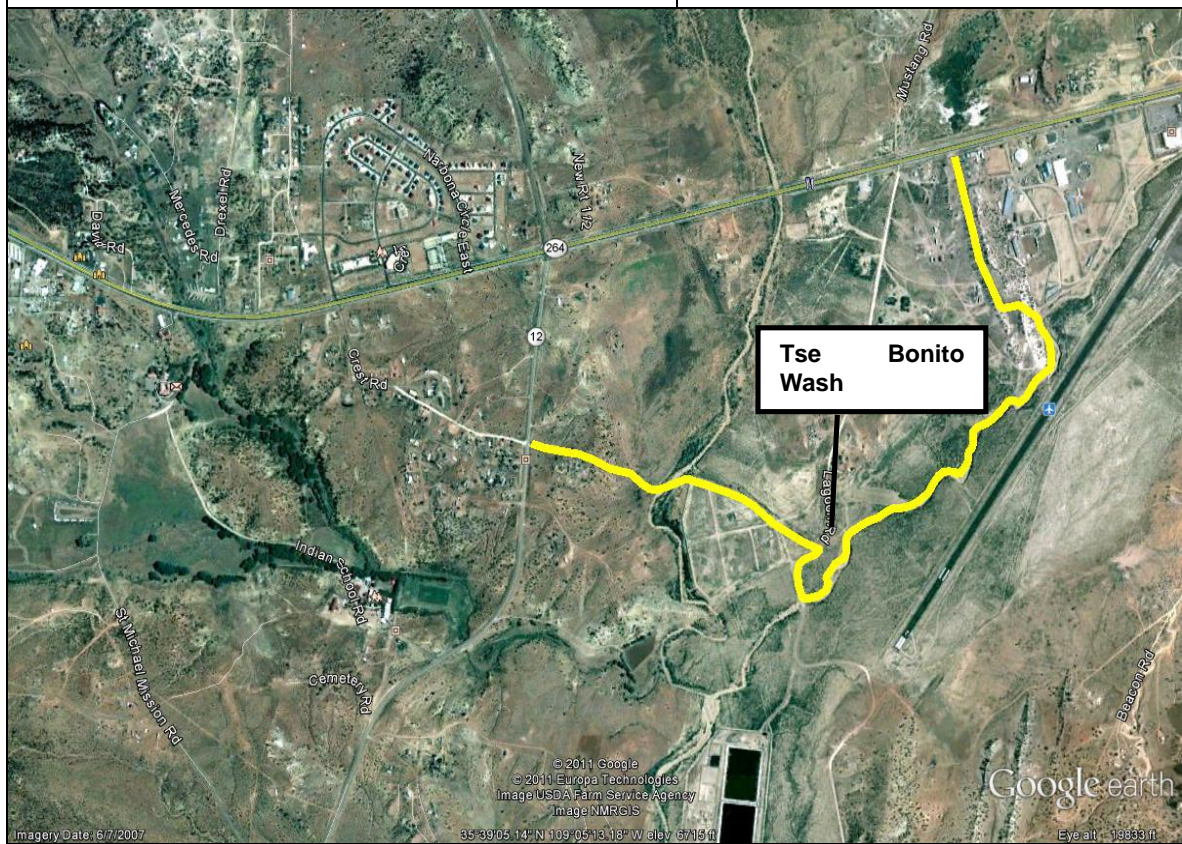 Mustang Rd
Narbona Circle East
New Rt 1/2
Drexel Rd
Mercedes Rd
David Rd
264
12
Crest Rd
Tse Bonito
Wash
Indian School Rd
St Michael Mission Rd
Cemetery Rd
Beacon Rd
© 2011 Google
© 2011 Europa Technologies
Image USDA Farm Service Agency
Image NMRGIS
Google earth
Imagery Date: 6/7/2007
35°39'05.14" N 109°05'13.18" W elev 6715 ft
Eye alt 19833 ft